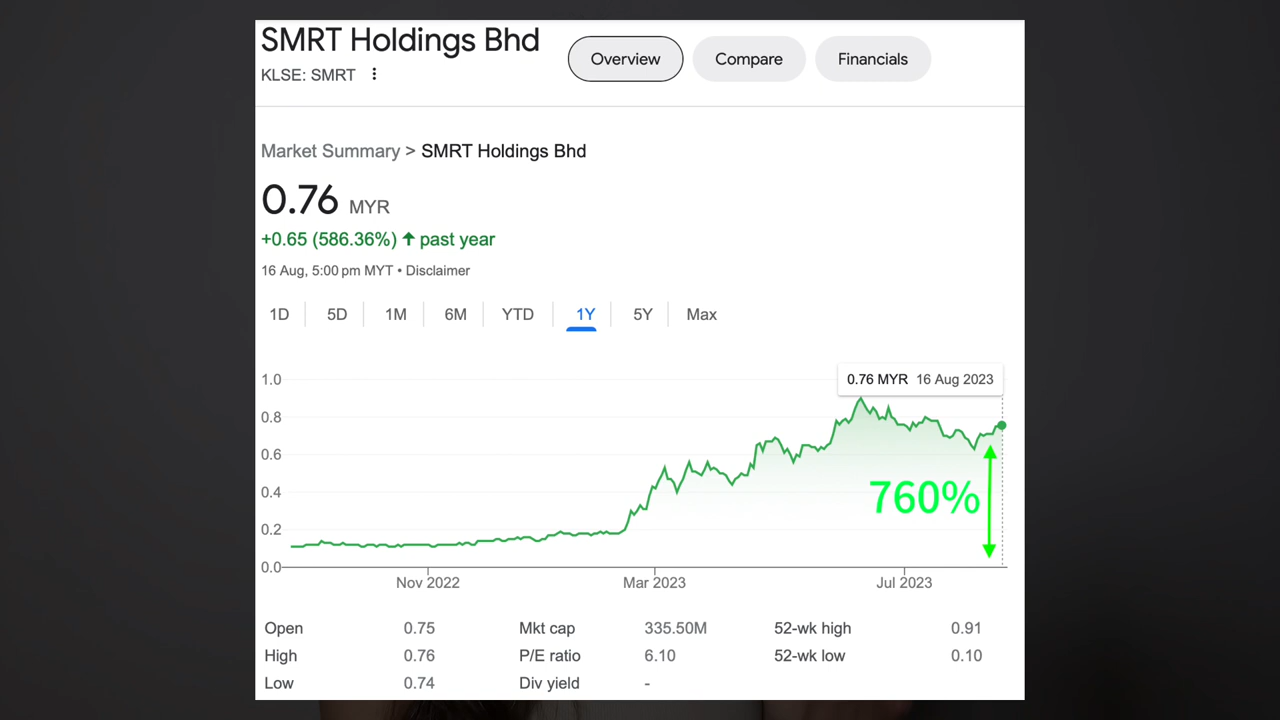 SMRT Holdings Bhd
KLSE: SMRT
Overview
Compare
Financials
Market Summary > SMRT Holdings Bhd
0.76 MYR
+0.65 (586.36%) ↑ past year
16 Aug, 5:00 pm MYT • Disclaimer
1D 5D 1M 6M YTD 1Y 5Y Max
0.76 MYR 16 Aug 2023
1.0
0.8
0.6
0.4
0.2
0.0
760%
Nov 2022 Mar 2023 Jul 2023
Open 0.75 Mkt cap 335.50M 52-wk high 0.91
High 0.76 P/E ratio 6.10 52-wk low 0.10
Low 0.74 Div yield -